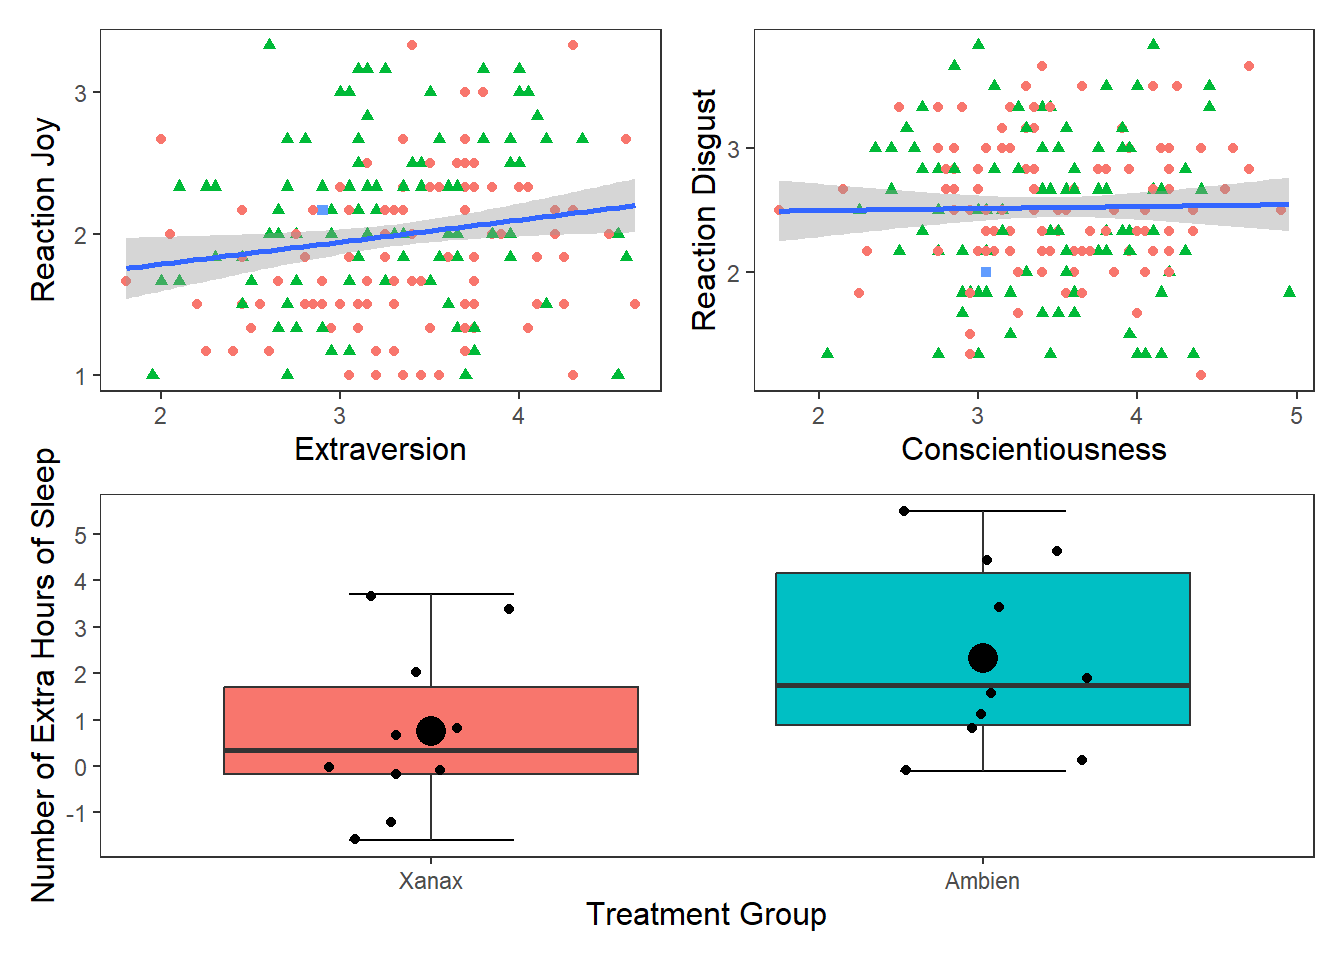 Reaction Joy
3
2
1
2 3 4
Extraversion
Reaction Disgust
3
2
2 3 4 5
Conscientiousness
Number of Extra Hours of Sleep
5
4
3
2
1
0
-1
Xanax Ambien
Treatment Group